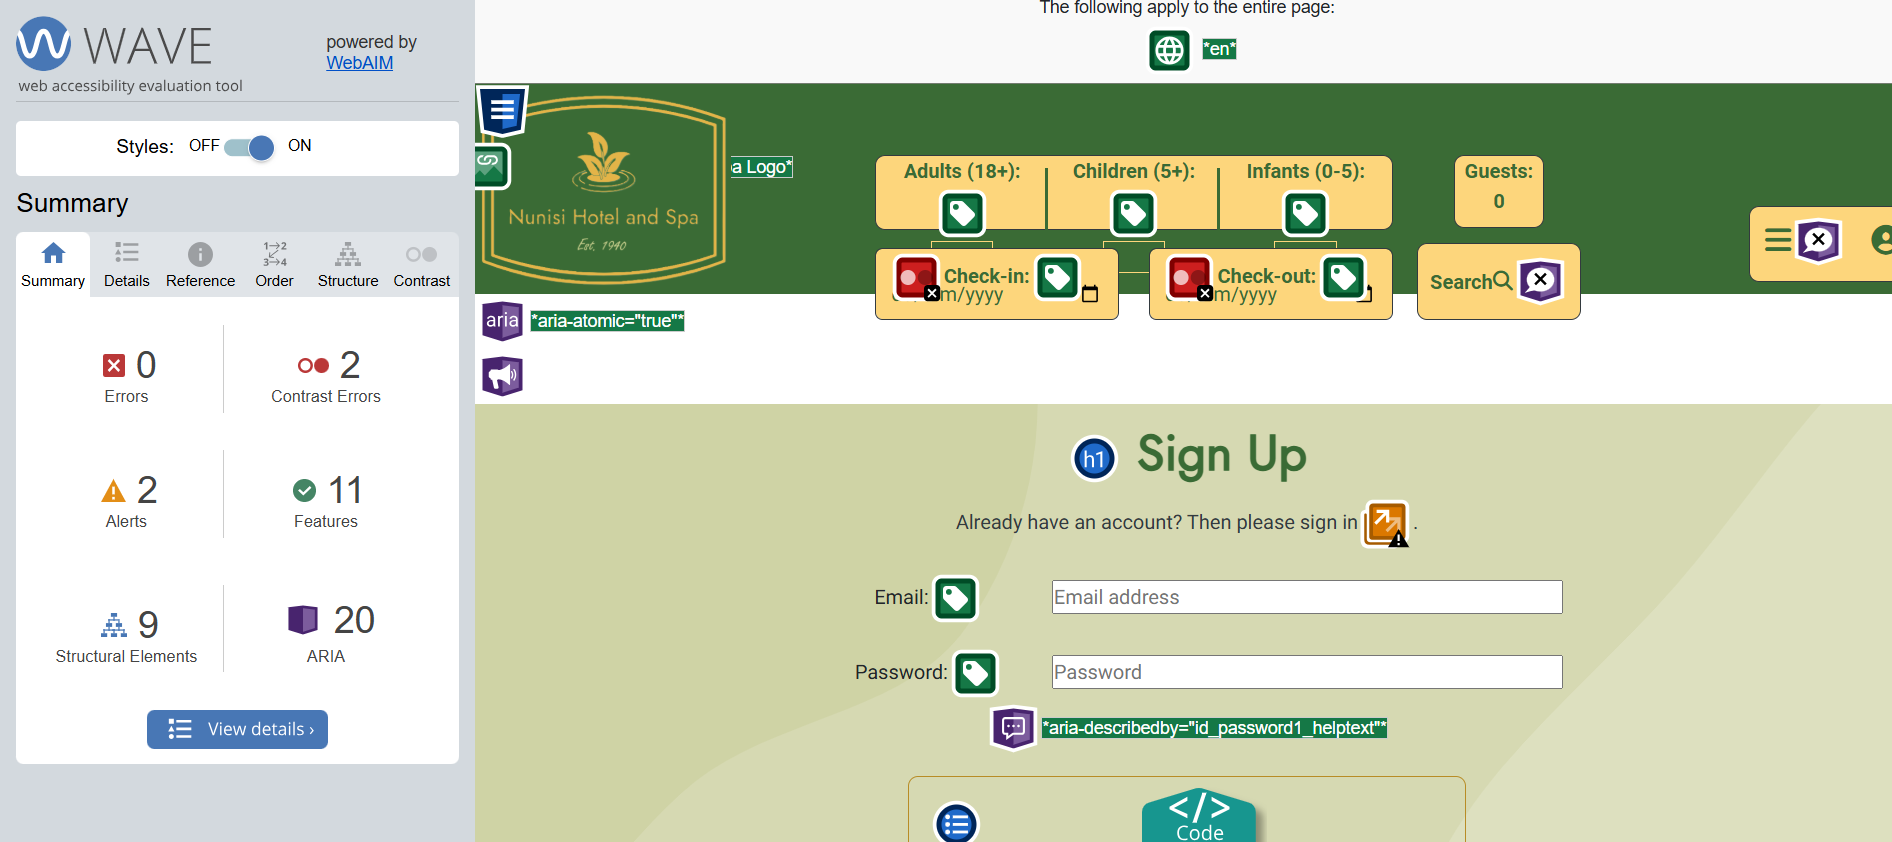 WAVE
web accessibility evaluation tool
powered by
WebAIM
Styles: OFF ON
Summary
Summary
Details
Reference
Order
Structure
Contrast
0
Errors
2
Contrast Errors
2
Alerts
11
Features
9
Structural Elements
20
ARIA
View details ›
The following apply to the entire page:
*en*
Nunisi Hotel and Spa
Est. 1940
a Logo*
Adults (18+):
Children (5+):
Infants (0-5):
Guests:
0
Check-in:
m/yyyy
Check-out:
m/yyyy
Search
aria
*aria-atomic="true"*
h1
Sign Up
Already have an account? Then please sign in .
Email:
Email address
Password:
Password
*aria-describedby="id_password1_helptext"*
</>
Code